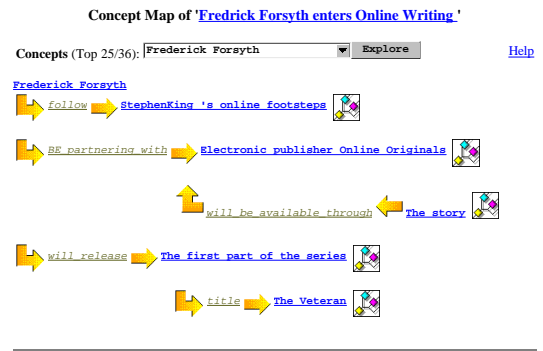 Concept Map of 'Fredrick Forsyth enters Online Writing '
Concepts (Top 25/36): Frederick Forsyth Explore Help
Frederick Forsyth
follow StephenKing 's online footsteps
BE_partnering_with Electronic publisher Online Originals
will_be_available_through The story
will_release The first part of the series
title The Veteran